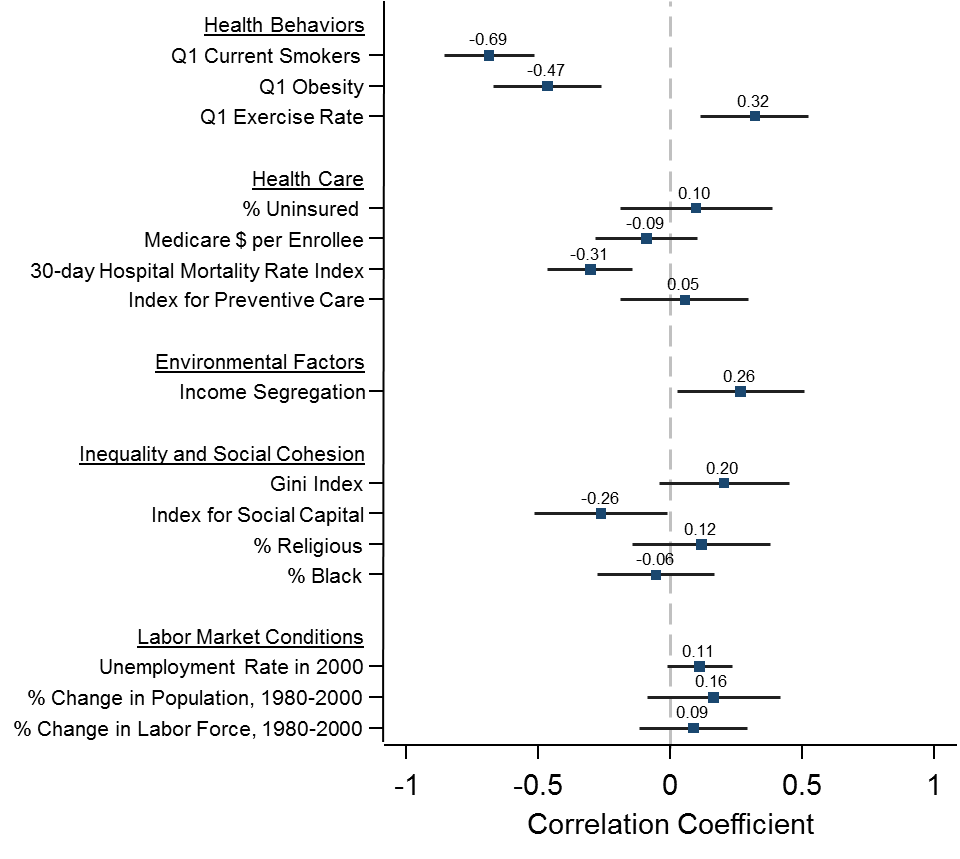 Health Behaviors
-0.69
Q1 Current Smokers
-0.47
Q1 Obesity
0.32
Q1 Exercise Rate
Health Care
0.10
% Uninsured
-0.09
Medicare $ per Enrollee
-0.31
30-day Hospital Mortality Rate Index
0.05
Index for Preventive Care
Environmental Factors
0.26
Income Segregation
Inequality and Social Cohesion
0.20
Gini Index
-0.26
Index for Social Capital
0.12
% Religious
-0.06
% Black
Labor Market Conditions
0.11
Unemployment Rate in 2000
0.16
% Change in Population, 1980-2000
0.09
% Change in Labor Force, 1980-2000
-1 -0.5 0 0.5 1
Correlation Coefficient